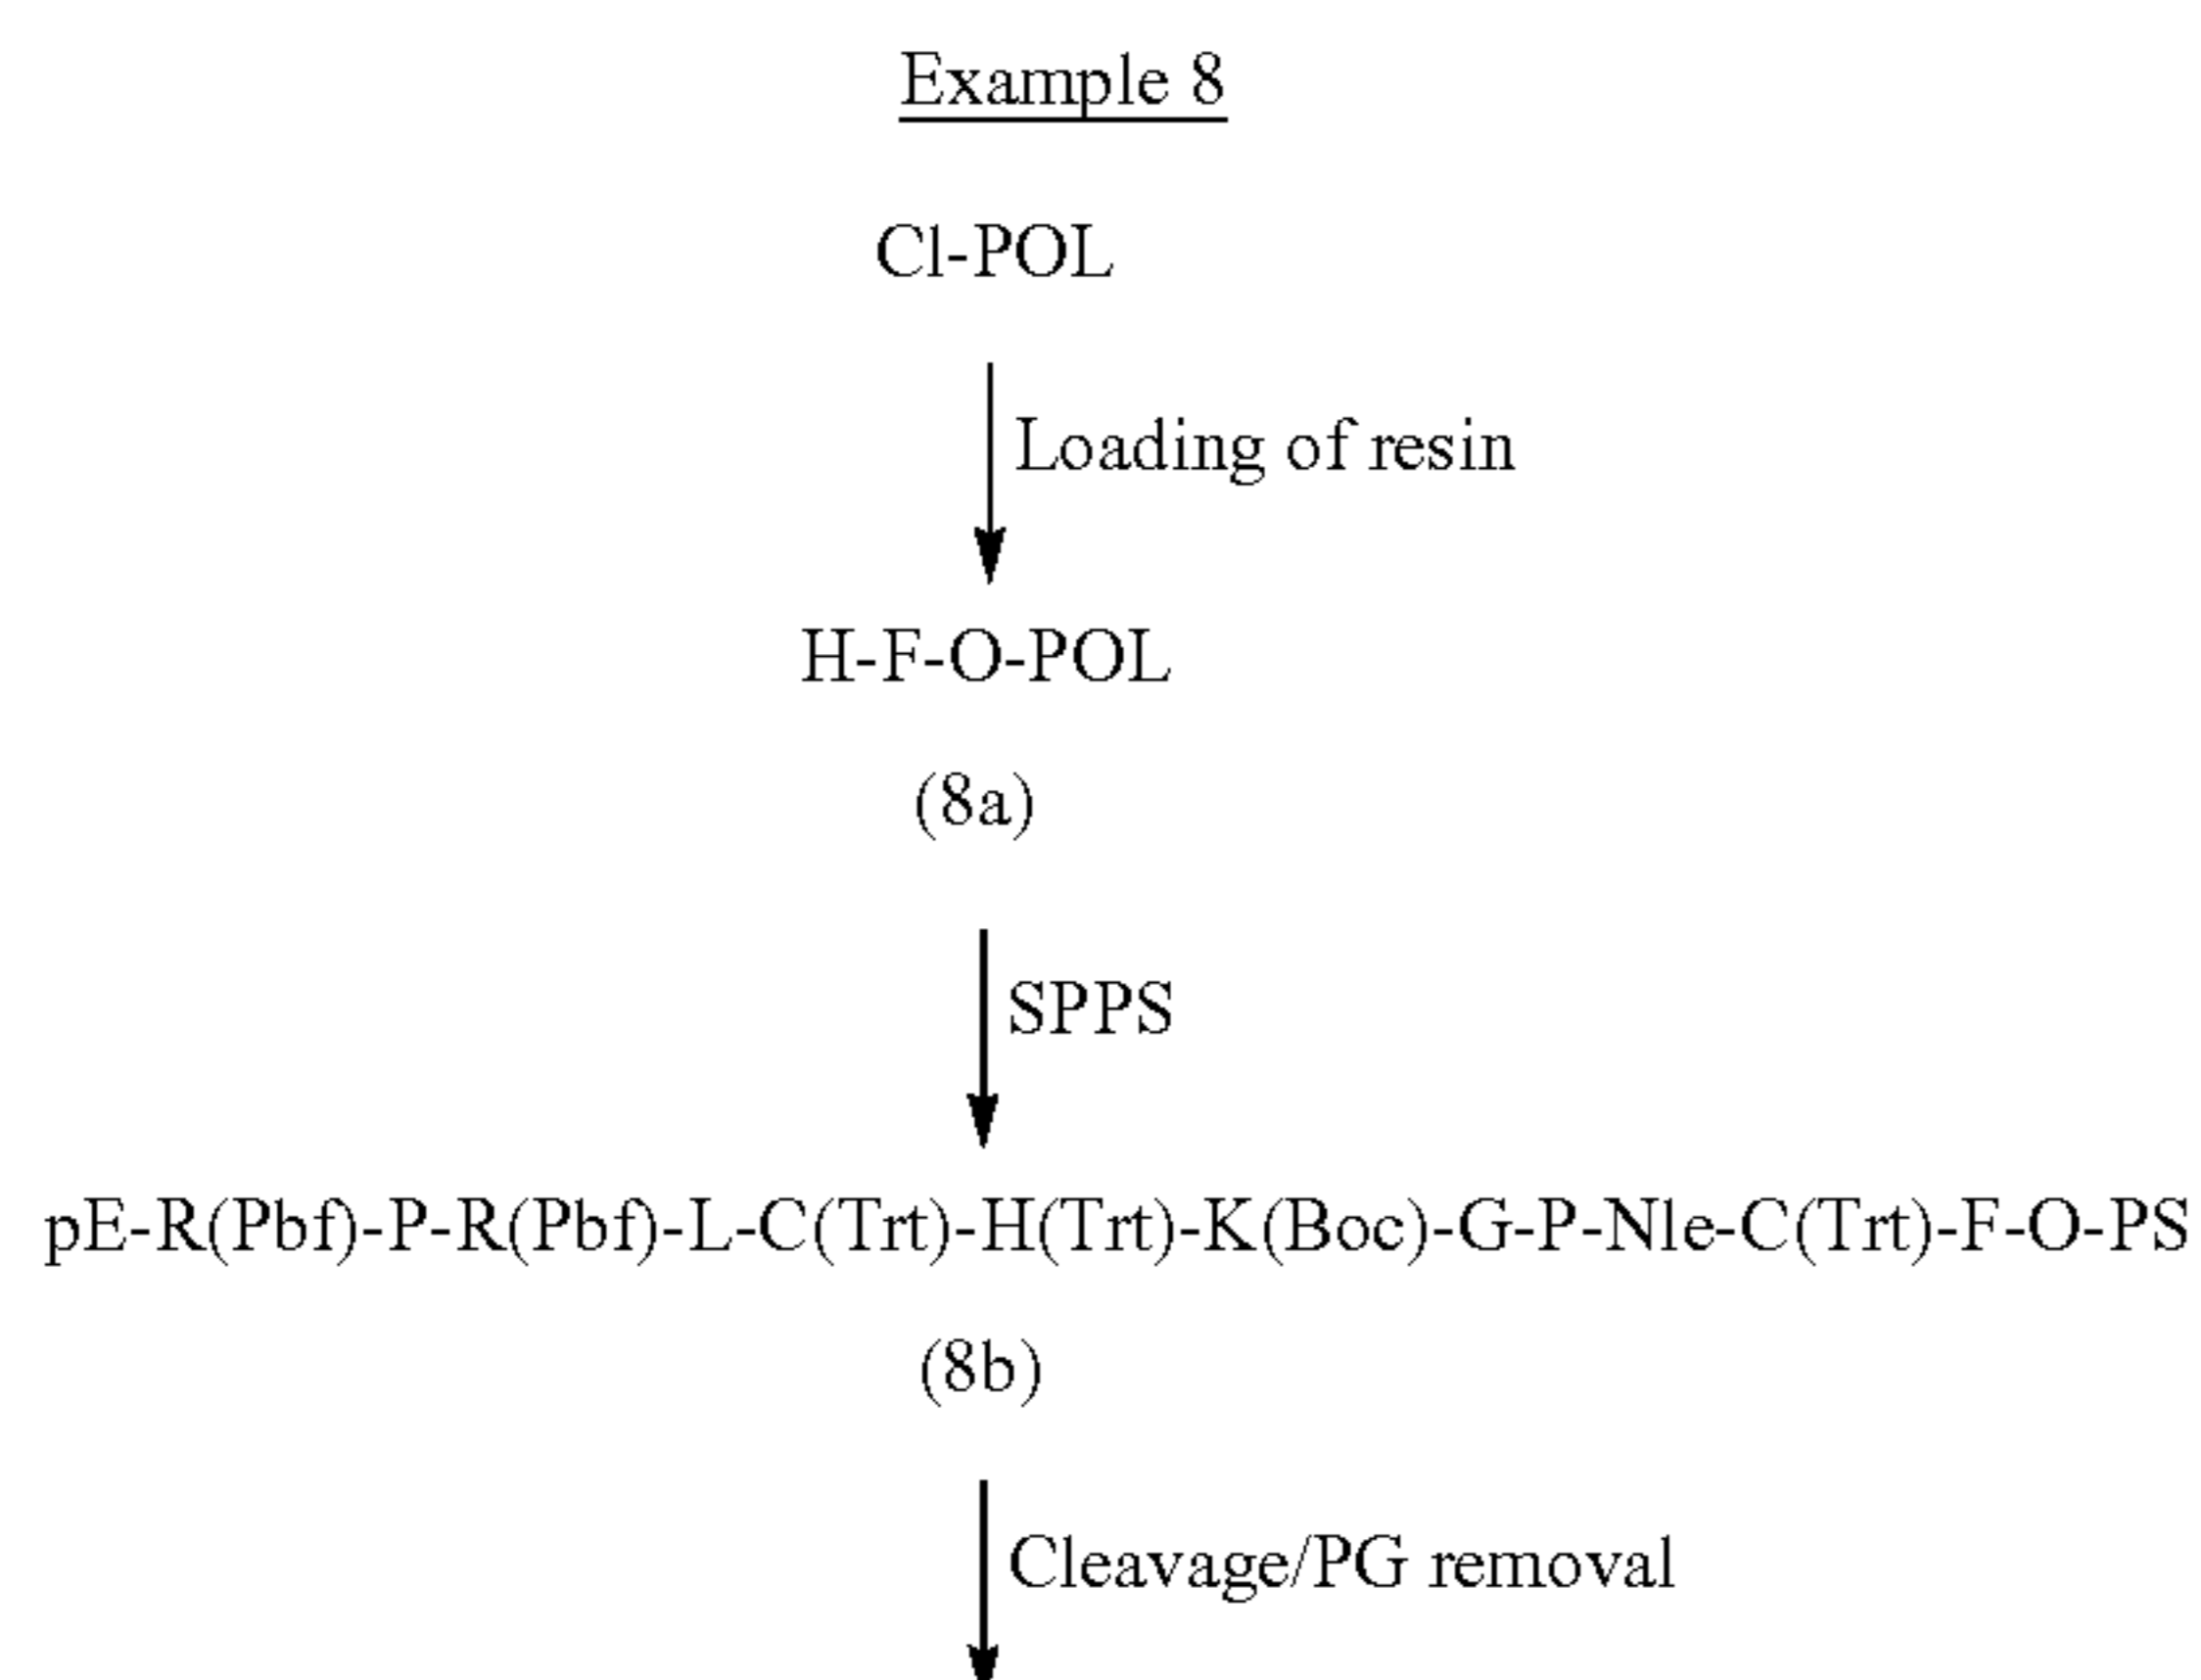 Example 8
Cl-POL
Loading of resin
H-F-O-POL
(8a)
SPPS
pE-R(Pbf)-P-R(Pbf)-L-C(Trt)-H(Trt)-K(Boc)-G-P-Nle-C(Trt)-F-O-PS
(8b)
Cleavage/PG removal